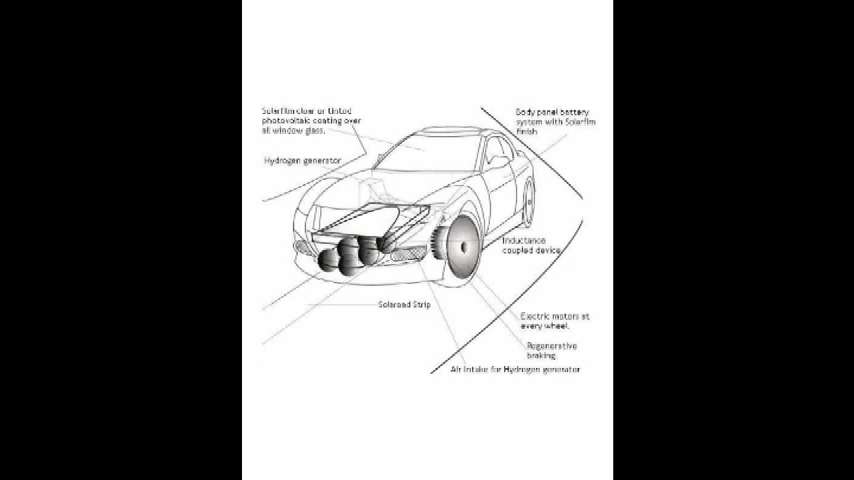 Solarfilm clear or tinted
photovoltaic coating over
all window glass.
Body panel battery
system with Solarfilm
finish
Hydrogen generator
Inductance
coupled device
Solaroad Strip
Electric motors at
every wheel.
Regenerative
braking.
Air Intake for Hydrogen generator